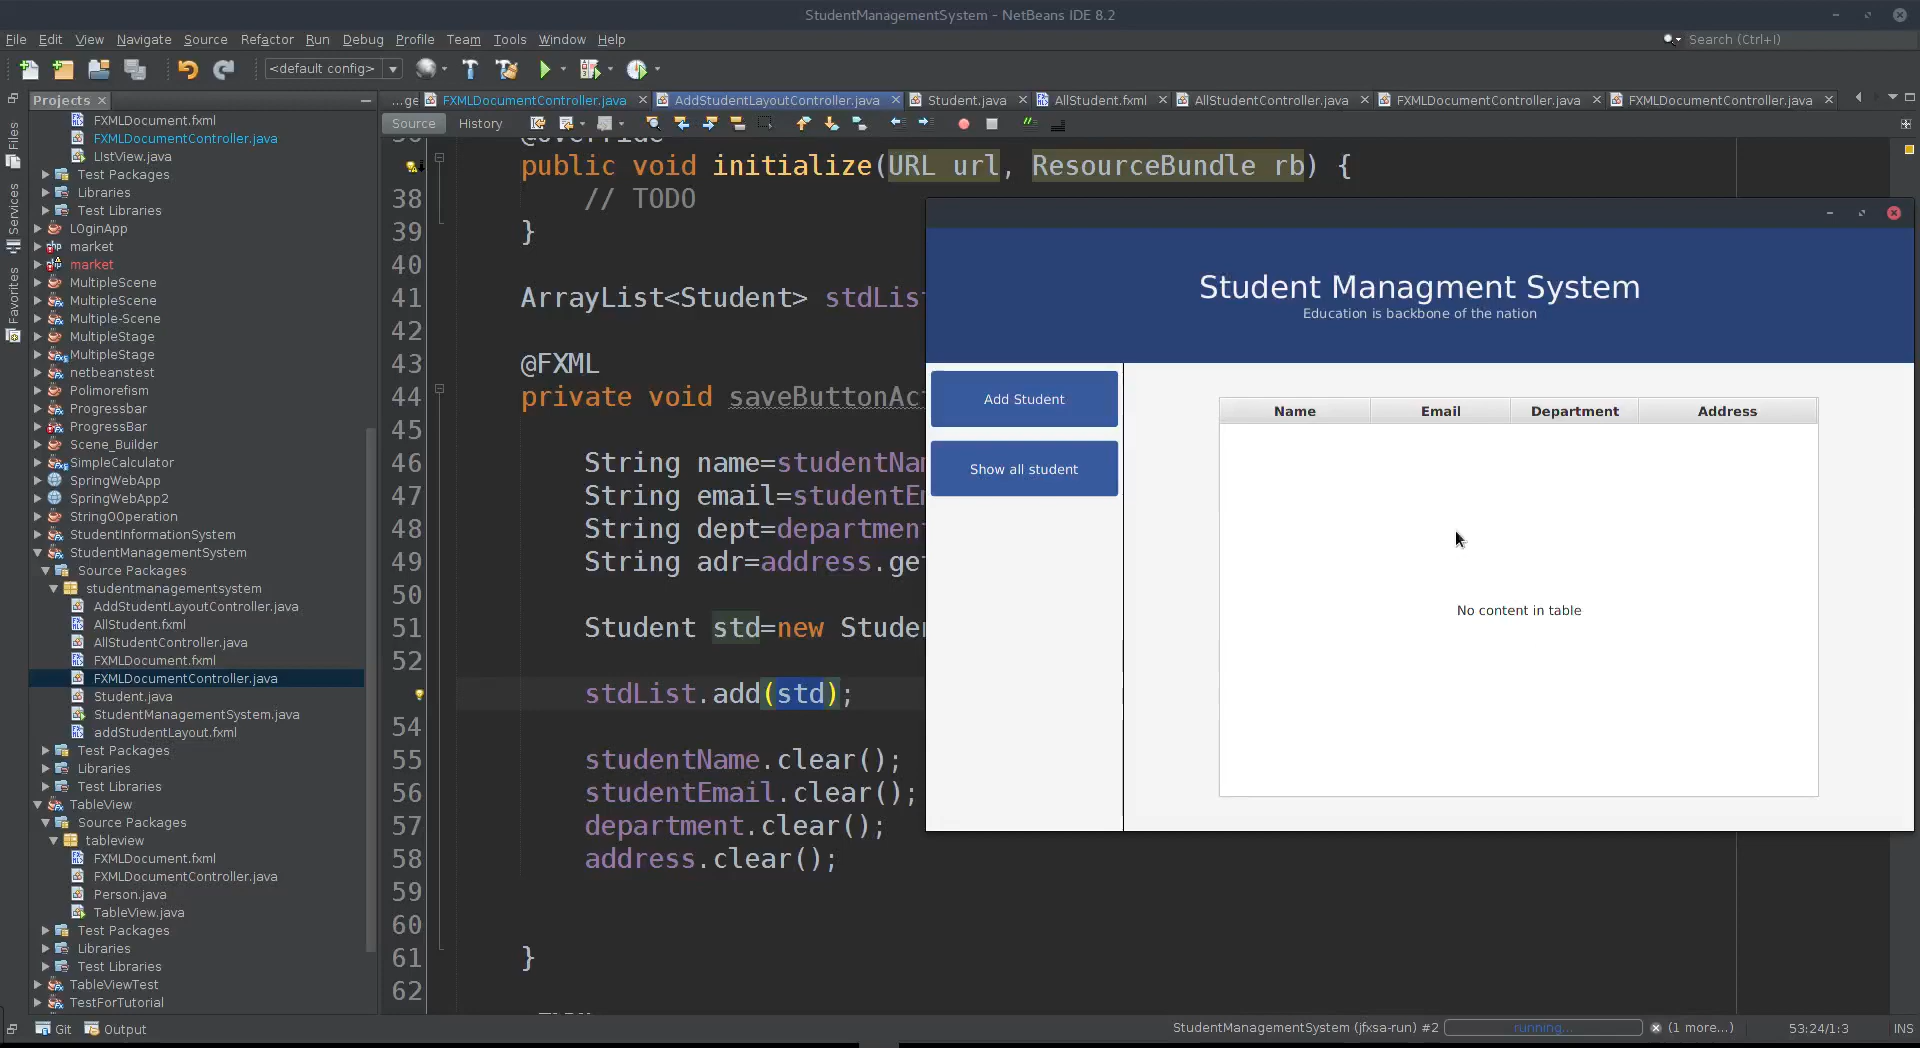 StudentManagementSystem - NetBeans IDE 8.2
File Edit View Navigate Source Refactor Run Debug Profile Team Tools Window Help
Search (Ctrl+I)
<default config>
Projects
...ge FXMLDocumentController.java AddStudentLayoutController.java Student.java AllStudent.fxml AllStudentController.java FXMLDocumentController.java FXMLDocumentController.java
Source History
Files
Services
Favorites
FXMLDocument.fxml
FXMLDocumentController.java
LIstView.java
Test Packages
Libraries
Test Libraries
LOginApp
market
market
MultipleScene
MultipleScene
Multiple-Scene
MultipleStage
MultipleStage
netbeanstest
Polimorefism
Progressbar
ProgressBar
Scene_Builder
SimpleCalculator
SpringWebApp
SpringWebApp2
StringOOperation
StudentInformationSystem
StudentManagementSystem
Source Packages
studentmanagementsystem
AddStudentLayoutController.java
AllStudent.fxml
AllStudentController.java
FXMLDocument.fxml
FXMLDocumentController.java
Student.java
StudentManagementSystem.java
addStudentLayout.fxml
Test Packages
Libraries
Test Libraries
TableView
Source Packages
tableview
FXMLDocument.fxml
FXMLDocumentController.java
Person.java
TableView.java
Test Packages
Libraries
Test Libraries
TableViewTest
TestForTutorial
public void initialize(URL url, ResourceBundle rb) {
38 // TODO
39 }
40
41 ArrayList<Student> stdList
42
43 @FXML
44 private void saveButtonAc
45
46 String name=studentNa
47 String email=studentE
48 String dept=department
49 String adr=address.get
50
51 Student std=new Stude
52
stdList.add(std);
54
55 studentName.clear();
56 studentEmail.clear();
57 department.clear();
58 address.clear();
59
60
61 }
62
Student Managment System
Education is backbone of the nation
Add Student
Show all student
Name Email Department Address
No content in table
Git Output
StudentManagementSystem (jfxsa-run) #2 running... (1 more...) 53:24/1:3 INS